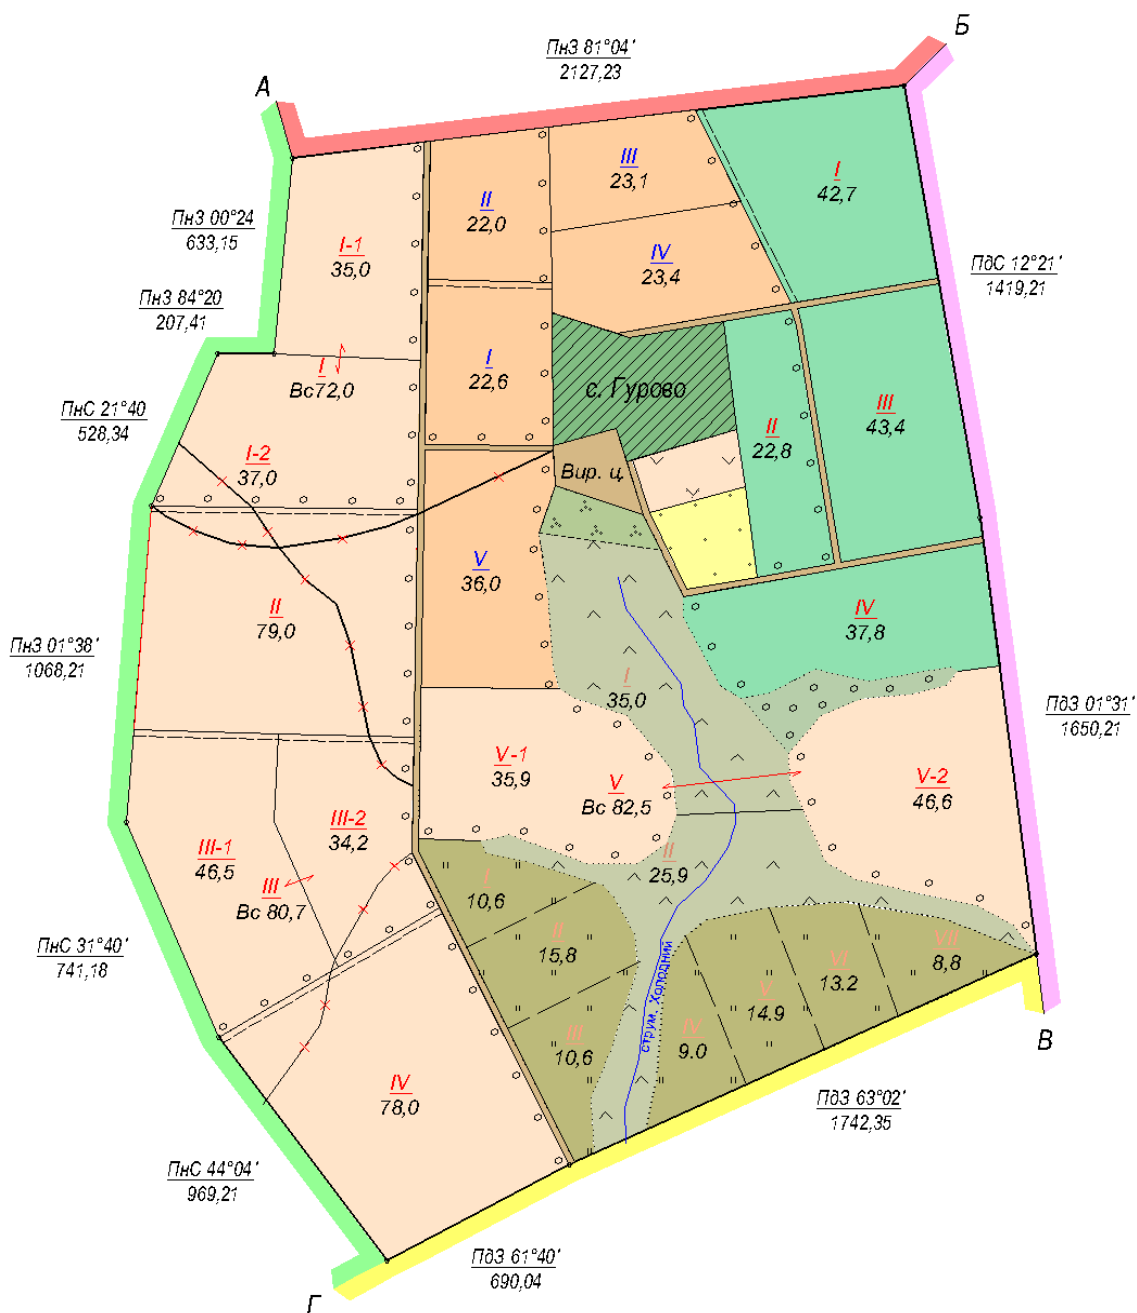 Б
ПнЗ 81°04'
2127,23
А
I
42,7
III
23,1
II
22,0
ПнЗ 00°24
633,15
I-1
35,0
IV
23,4
ПдС 12°21'
1419,21
ПнЗ 84°20
207,41
I
Вс72,0
I
22,6
с. Гурово
ПнС 21°40
528,34
III
43,4
II
22,8
I-2
37,0
Вир. ц.
V
36,0
II
79,0
IV
37,8
ПнЗ 01°38'
1068,21
I
35,0
ПдЗ 01°31'
1650,21
V-1
35,9
V
Вс 82,5
V-2
46,6
III-2
34,2
III-1
46,5
III
Вс 80,7
II
25,9
I
10,6
II
15,8
VII
8,8
VI
13.2
V
14.9
ПнС 31°40'
741,18
струм. Холодний
III
10,6
IV
9.0
В
IV
78,0
ПдЗ 63°02'
1742,35
ПнС 44°04'
969,21
ПдЗ 61°40'
690,04
Г